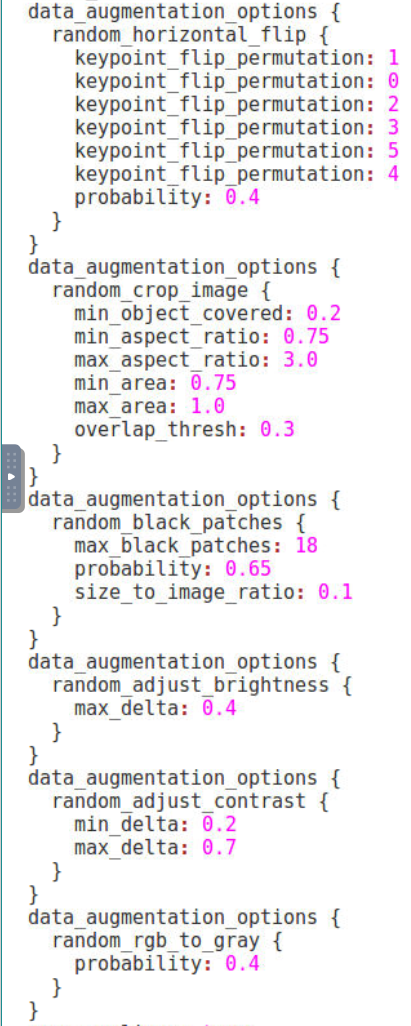 data_augmentation_options {
  random_horizontal_flip {
    keypoint_flip_permutation: 1
    keypoint_flip_permutation: 0
    keypoint_flip_permutation: 2
    keypoint_flip_permutation: 3
    keypoint_flip_permutation: 5
    keypoint_flip_permutation: 4
    probability: 0.4
  }
}
data_augmentation_options {
  random_crop_image {
    min_object_covered: 0.2
    min_aspect_ratio: 0.75
    max_aspect_ratio: 3.0
    min_area: 0.75
    max_area: 1.0
    overlap_thresh: 0.3
  }
}
data_augmentation_options {
  random_black_patches {
    max_black_patches: 18
    probability: 0.65
    size_to_image_ratio: 0.1
  }
}
data_augmentation_options {
  random_adjust_brightness {
    max_delta: 0.4
  }
}
data_augmentation_options {
  random_adjust_contrast {
    min_delta: 0.2
    max_delta: 0.7
  }
}
data_augmentation_options {
  random_rgb_to_gray {
    probability: 0.4
  }
}